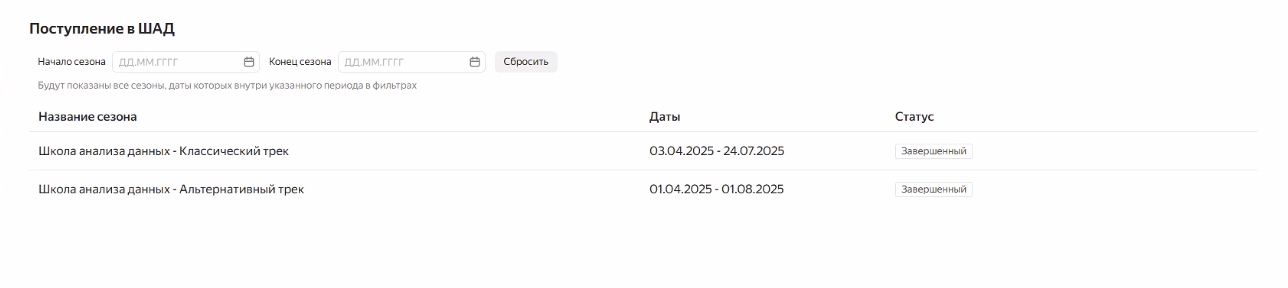 Поступление в ШАД
Начало сезона ДД.ММ.ГГГГ Конец сезона ДД.ММ.ГГГГ Сбросить
Будут показаны все сезоны, даты которых внутри указанного периода в фильтрах
Название сезона Даты Статус
Школа анализа данных - Классический трек 03.04.2025 - 24.07.2025 Завершенный
Школа анализа данных - Альтернативный трек 01.04.2025 - 01.08.2025 Завершенный